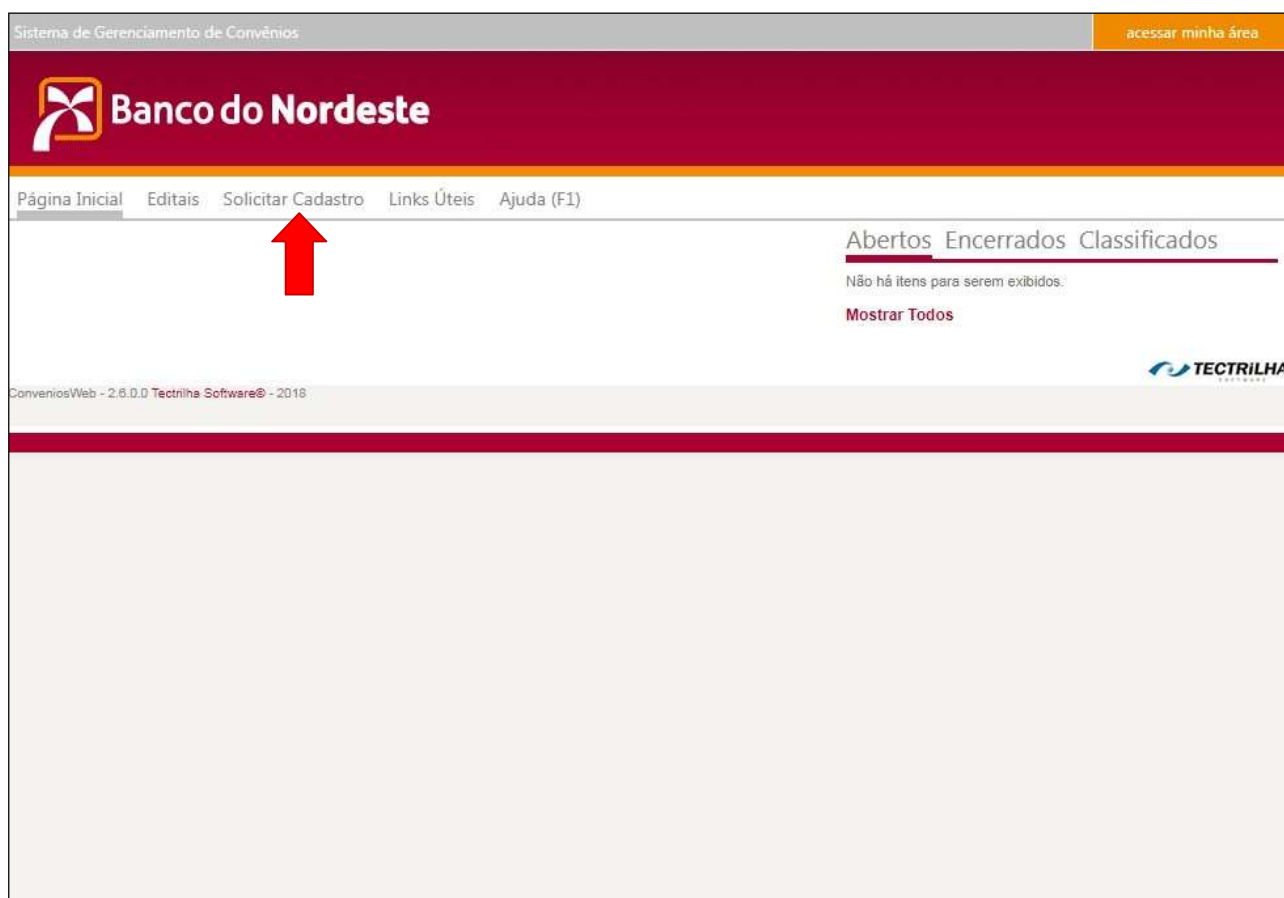 Sistema de Gerenciamento de Convênios
acessar minha área
Banco do Nordeste
Página Inicial Editais Solicitar Cadastro Links Úteis Ajuda (F1)
Abertos Encerrados Classificados
Não há itens para serem exibidos.
Mostrar Todos
TECTRiLHA
SOFTWARE
ConveniosWeb - 2.6.0.0 Tectrilha Software® - 2018